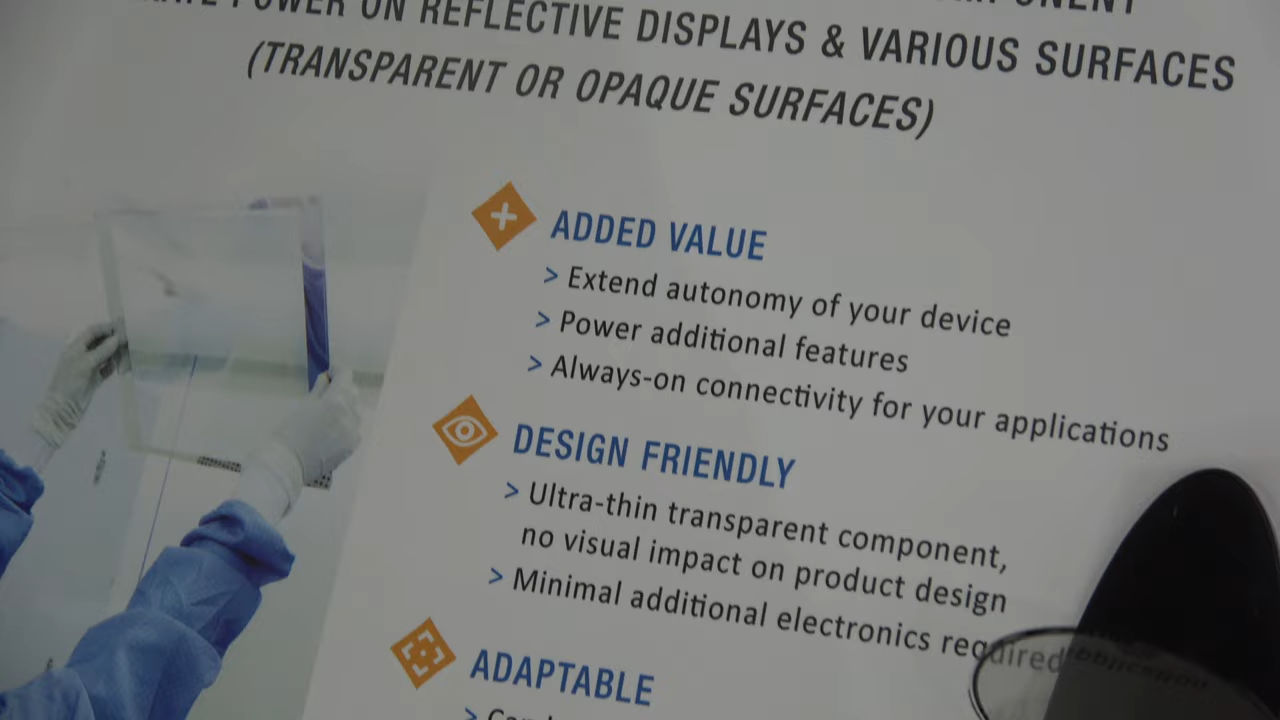 POWER ON REFLECTIVE DISPLAYS & VARIOUS SURFACES
(TRANSPARENT OR OPAQUE SURFACES)
ADDED VALUE
> Extend autonomy of your device
> Power additional features
> Always-on connectivity for your applications
DESIGN FRIENDLY
> Ultra-thin transparent component,
no visual impact on product design
> Minimal additional electronics required
ADAPTABLE
>